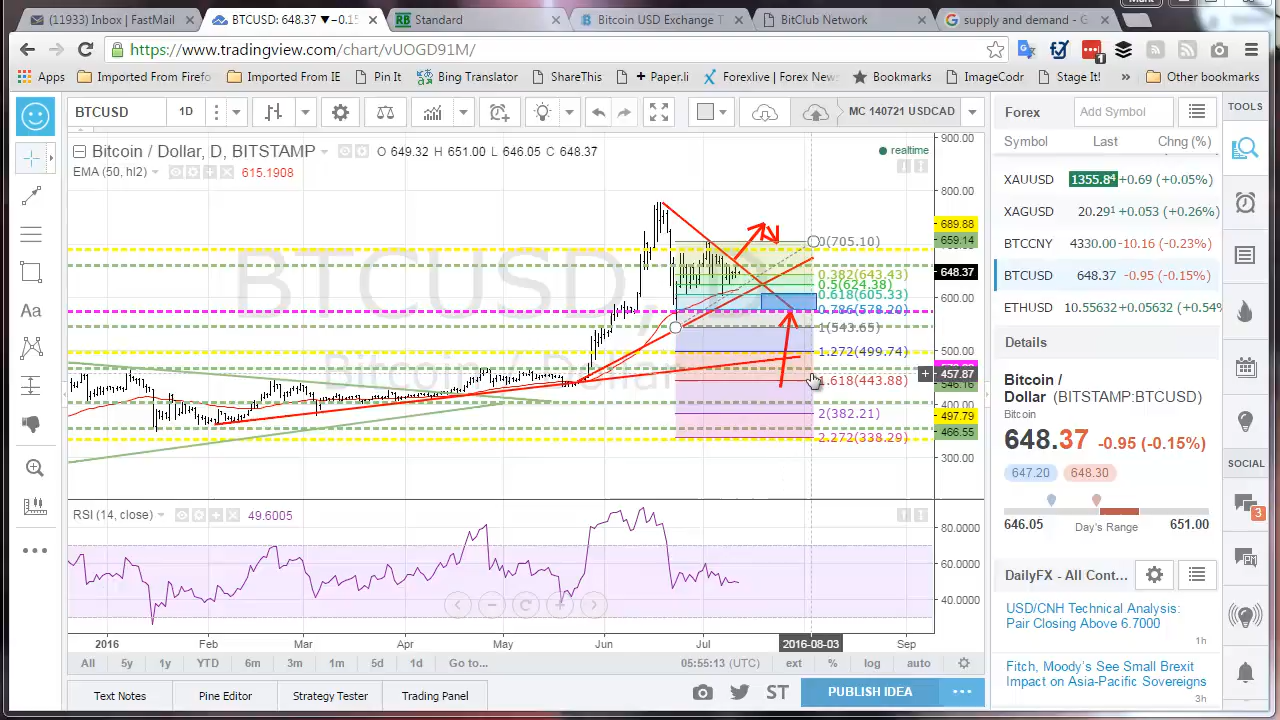 Mark
(11933) Inbox | FastMail
BTCUSD: 648.37 ▼−0.15
Standard
Bitcoin USD Exchange T
BitClub Network
supply and demand - G
https://www.tradingview.com/chart/vUOGD91M/
1
Apps
Imported From Firefo
Imported From IE
Pin It
Bing Translator
ShareThis
+ Paper.li
Forexlive | Forex New
Bookmarks
ImageCodr
Stage It!
»
Other bookmarks
BTCUSD
1D
MC 140721 USDCAD
Forex
Add Symbol
TOOLS
Bitcoin / Dollar, D, BITSTAMP
O 649.32 H 651.00 L 646.05 C 648.37
realtime
EMA (50, hl2)
615.1908
Symbol
Last
Chng (%)
XAUUSD 1355.84 +0.69 (+0.05%)
XAGUSD 20.291 +0.053 (+0.26%)
BTCCNY 4330.00 -10.16 (-0.23%)
BTCUSD 648.37 -0.95 (-0.15%)
ETHUSD 10.55632 +0.05632 (+0.54%
900.00
800.00
689.88
659.14
648.37
600.00
500.00
457.87
400.00
497.79
466.55
300.00
0(705.10)
0.382(643.43)
0.5(624.38)
0.618(605.33)
0.786(578.20)
1(543.65)
1.272(499.74)
1.618(443.88)
2(382.21)
2.272(338.29)
BTCUSD, D
Bitcoin / Dollar
Details
Bitcoin /
Dollar (BITSTAMP:BTCUSD)
Bitcoin
648.37 -0.95 (-0.15%)
647.20
648.30
646.05
Day's Range
651.00
SOCIAL
3
RSI (14, close)
49.6005
80.0000
40.0000
2016
Feb
Mar
Apr
May
Jun
Jul
2016-08-03
Sep
All
5y
1y
YTD
6m
3m
1m
5d
1d
Go to...
05:55:13 (UTC)
ext
%
log
auto
Text Notes
Pine Editor
Strategy Tester
Trading Panel
ST
PUBLISH IDEA
DailyFX - All Cont...
USD/CNH Technical Analysis:
Pair Closing Above 6.7000
1h
Fitch, Moody's See Small Brexit
Impact on Asia-Pacific Sovereigns
3h